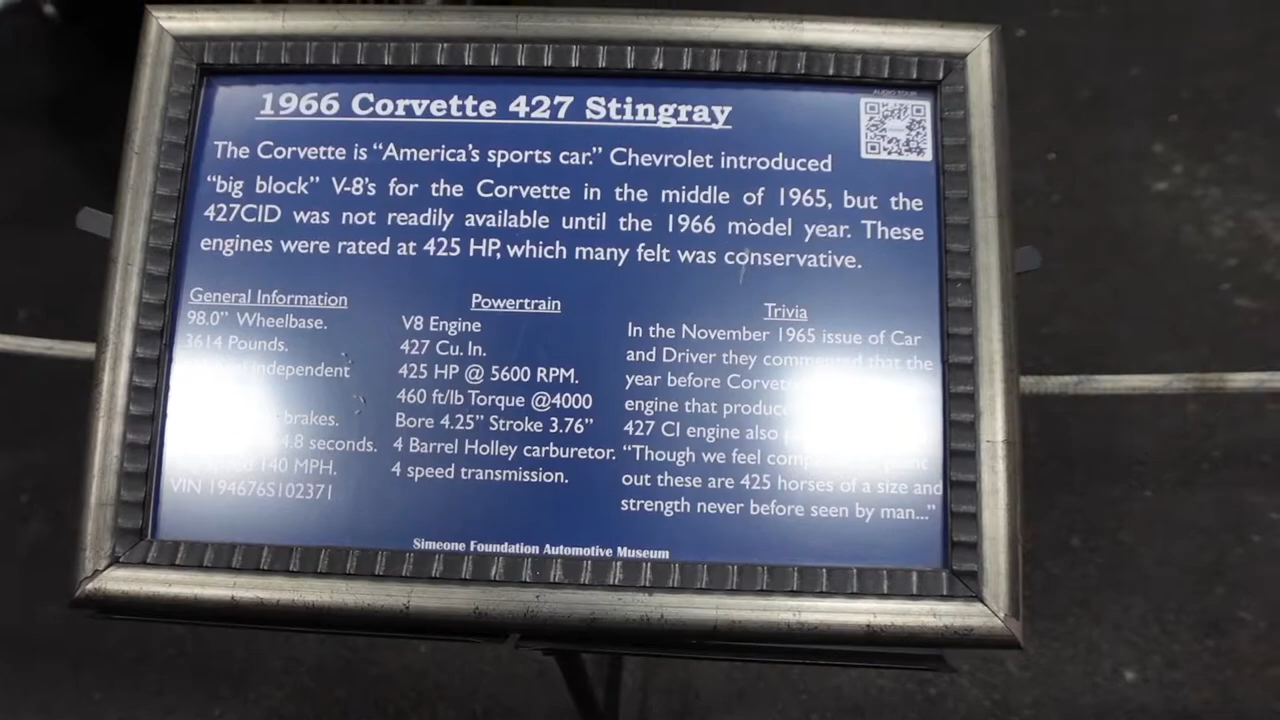 AUDIO TOUR
1966 Corvette 427 Stingray
The Corvette is “America’s sports car.” Chevrolet introduced
“big block” V-8’s for the Corvette in the middle of 1965, but the
427CID was not readily available until the 1966 model year. These
engines were rated at 425 HP, which many felt was conservative.
General Information
98.0” Wheelbase.
3614 Pounds.
Independent
brakes.
4.8 seconds.
140 MPH.
VIN 194676S102371
Powertrain
V8 Engine
427 Cu. In.
425 HP @ 5600 RPM.
460 ft/lb Torque @4000
Bore 4.25” Stroke 3.76”
4 Barrel Holley carburetor.
4 speed transmission.
Trivia
In the November 1965 issue of Car
and Driver they commented that the
year before
engine that
427 CI engine also
“Though we feel
out these are 425 horses of a size and
strength never before seen by man...”
Simeone Foundation Automotive Museum